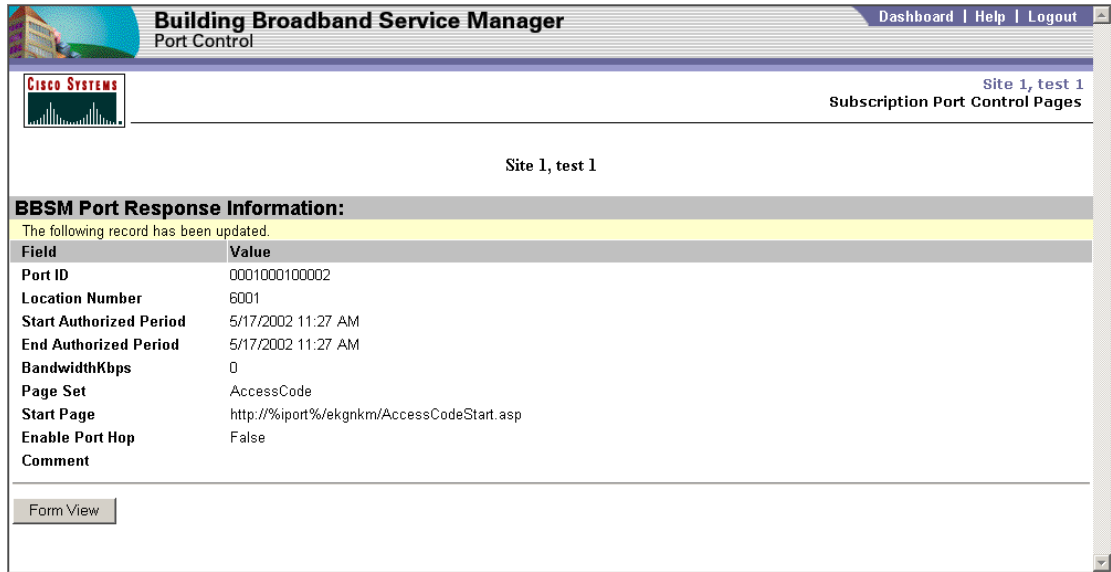 Building Broadband Service Manager
Dashboard | Help | Logout
Port Control
CISCO SYSTEMS
Site 1, test 1
Subscription Port Control Pages
Site 1, test 1
BBSM Port Response Information:
The following record has been updated.
Field Value
Port ID 0001000100002
Location Number 6001
Start Authorized Period 5/17/2002 11:27 AM
End Authorized Period 5/17/2002 11:27 AM
BandwidthKbps 0
Page Set AccessCode
Start Page http://%iport%/ekgnkm/AccessCodeStart.asp
Enable Port Hop False
Comment
Form View